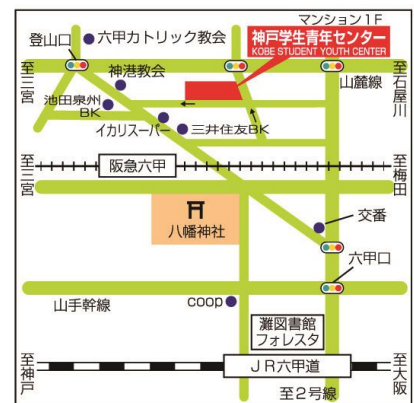 マンション1F
登山口
六甲カトリック教会
神戸学生青年センター
KOBE STUDENT YOUTH CENTER
至三宮
神港教会
山麓線
至石屋川
池田泉州
BK
イカリスーパー
三井住友BK
至三宮
阪急六甲
至梅田
八幡神社
交番
六甲口
山手幹線
coop
灘図書館
フォレスタ
至神戸
JR六甲道
至大阪
至2号線